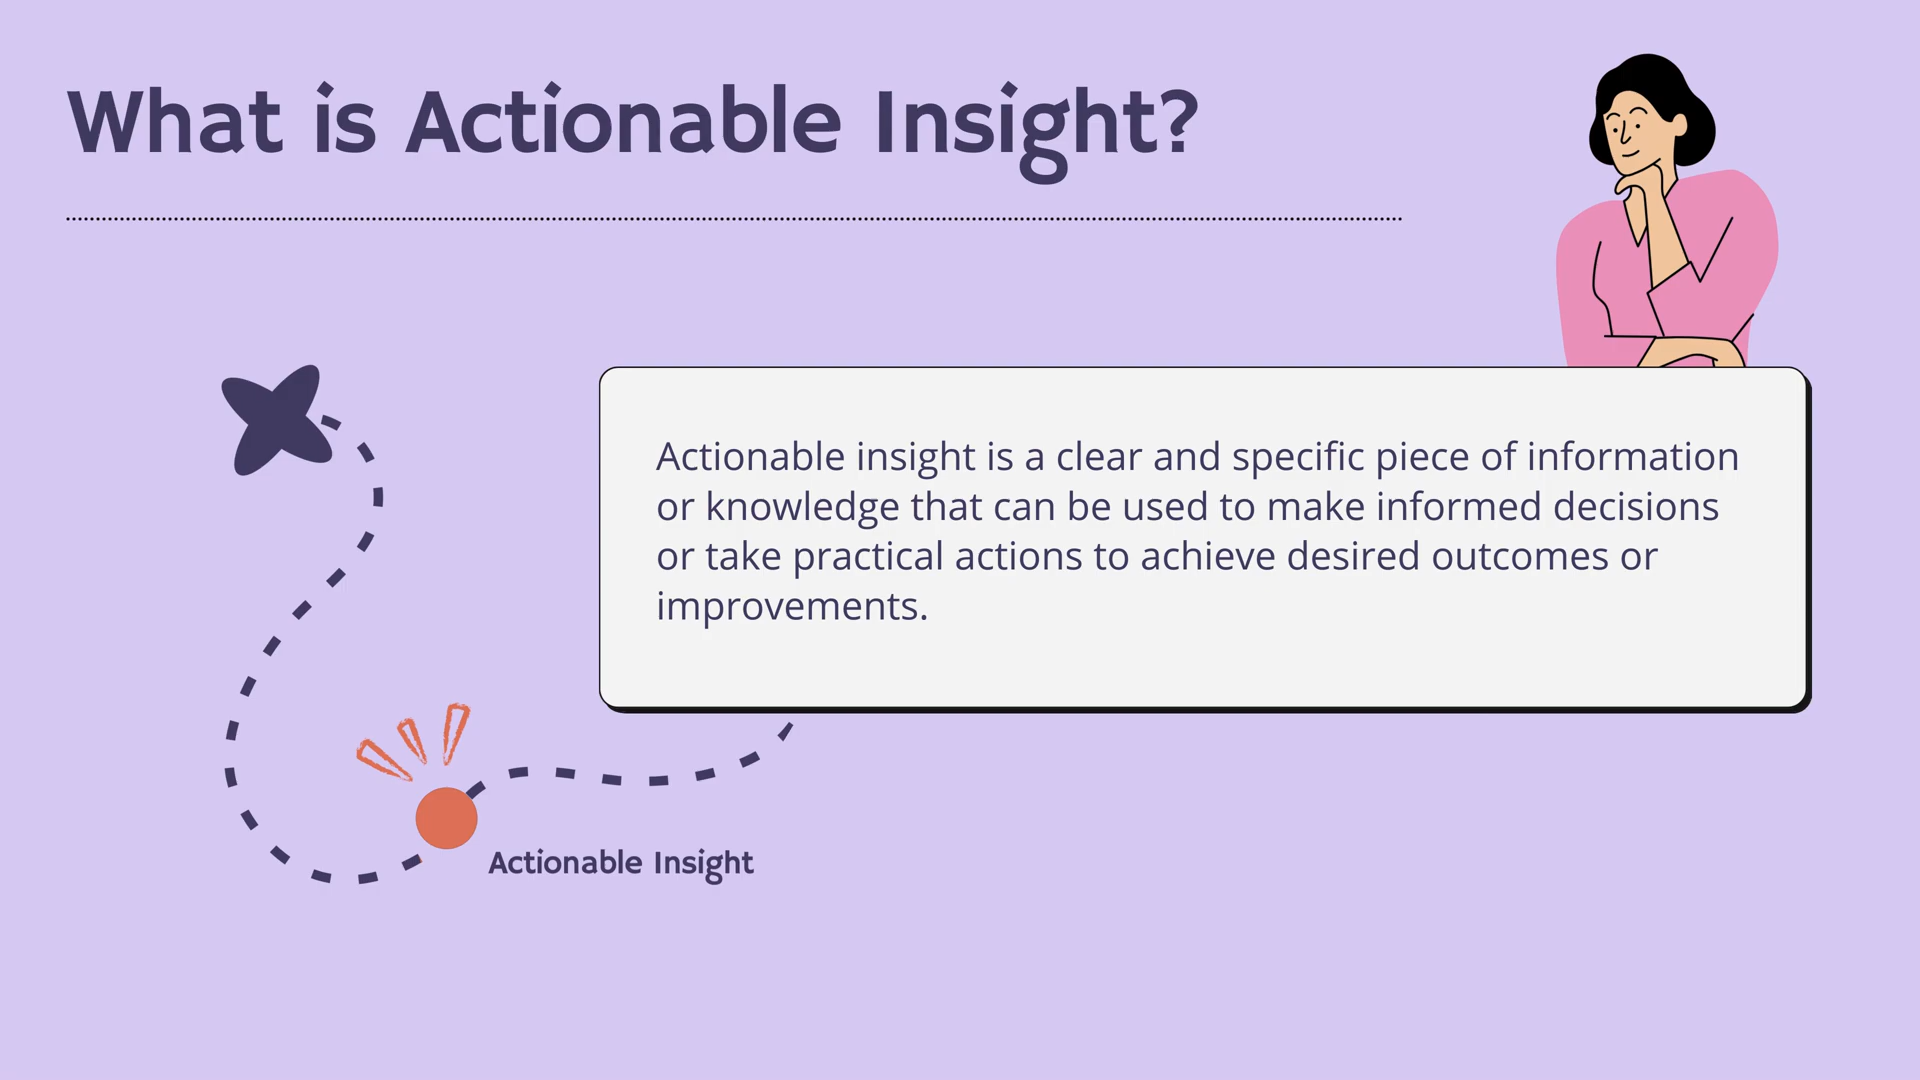 What is Actionable Insight?
Actionable insight is a clear and specific piece of information
or knowledge that can be used to make informed decisions
or take practical actions to achieve desired outcomes or
improvements.
Actionable Insight